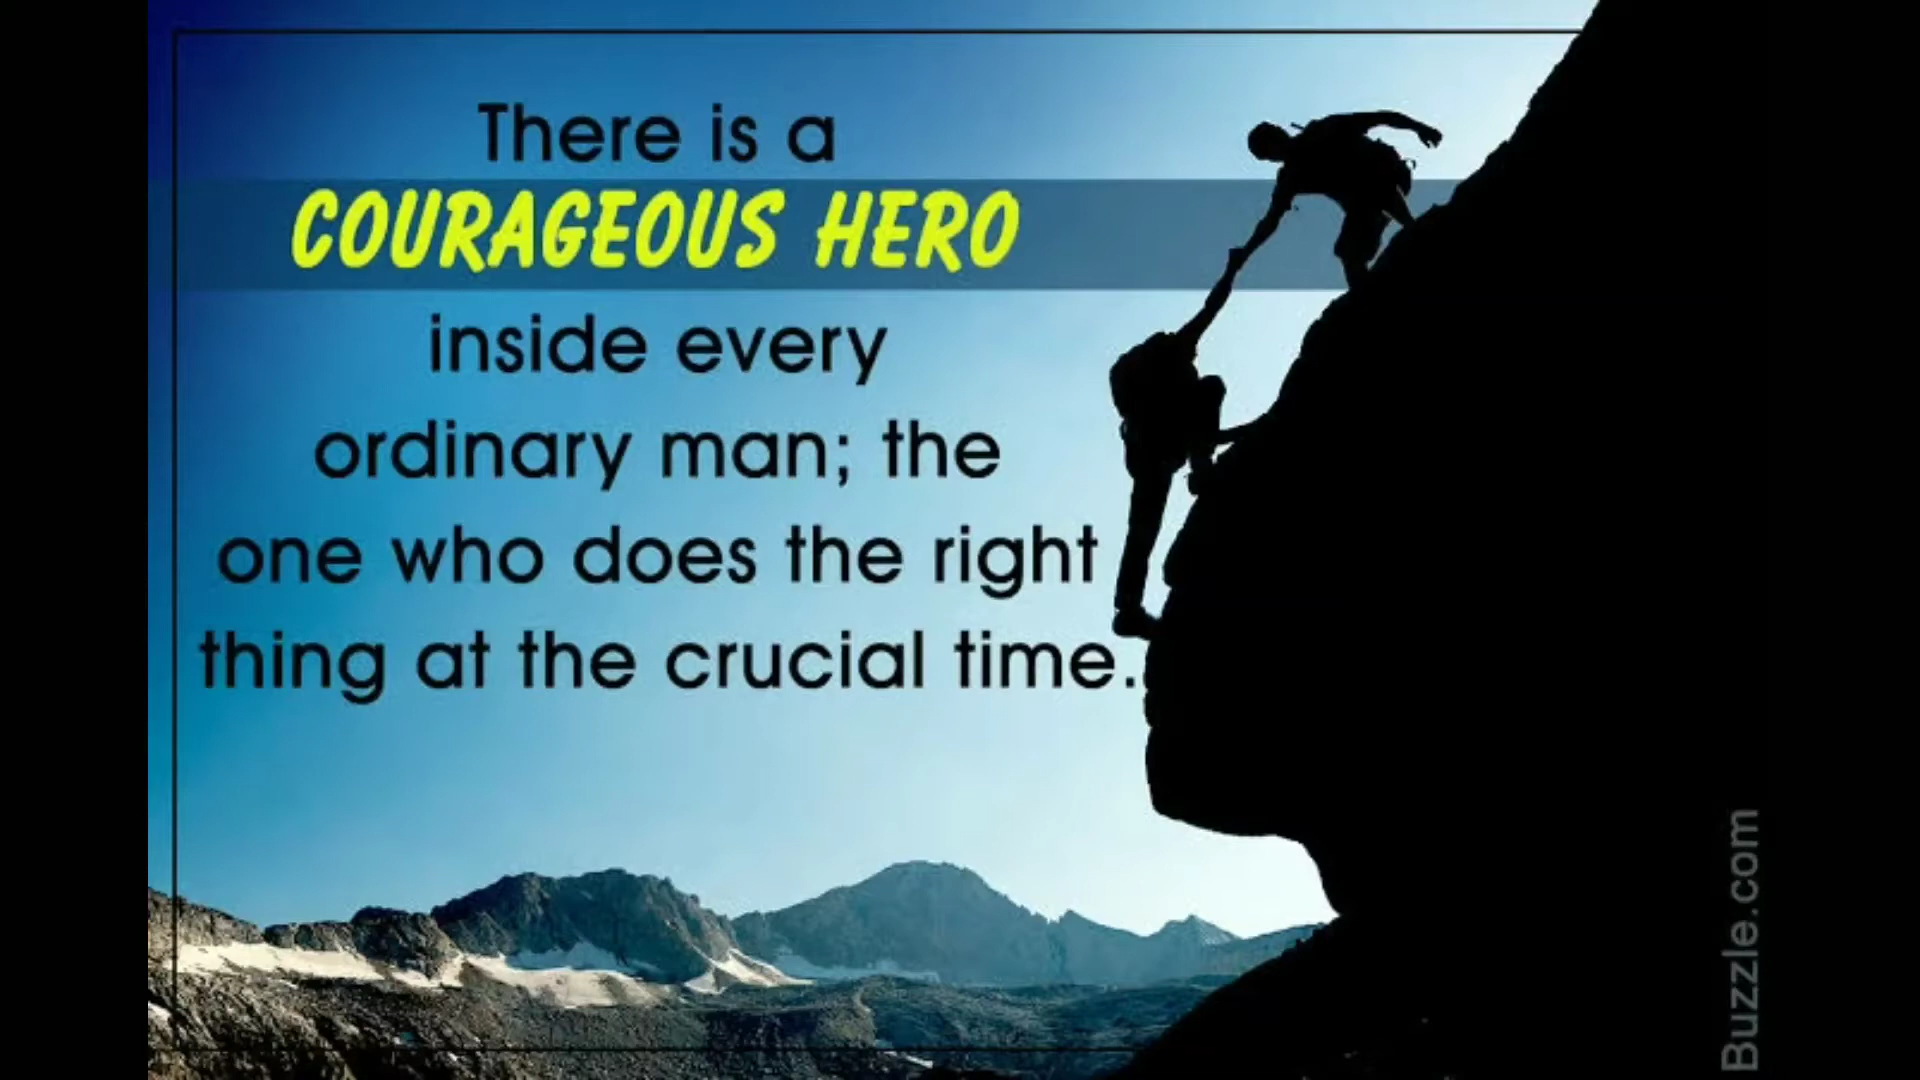 There is a
COURAGEOUS HERO
inside every
ordinary man; the
one who does the right
thing at the crucial time.
Buzzle.com